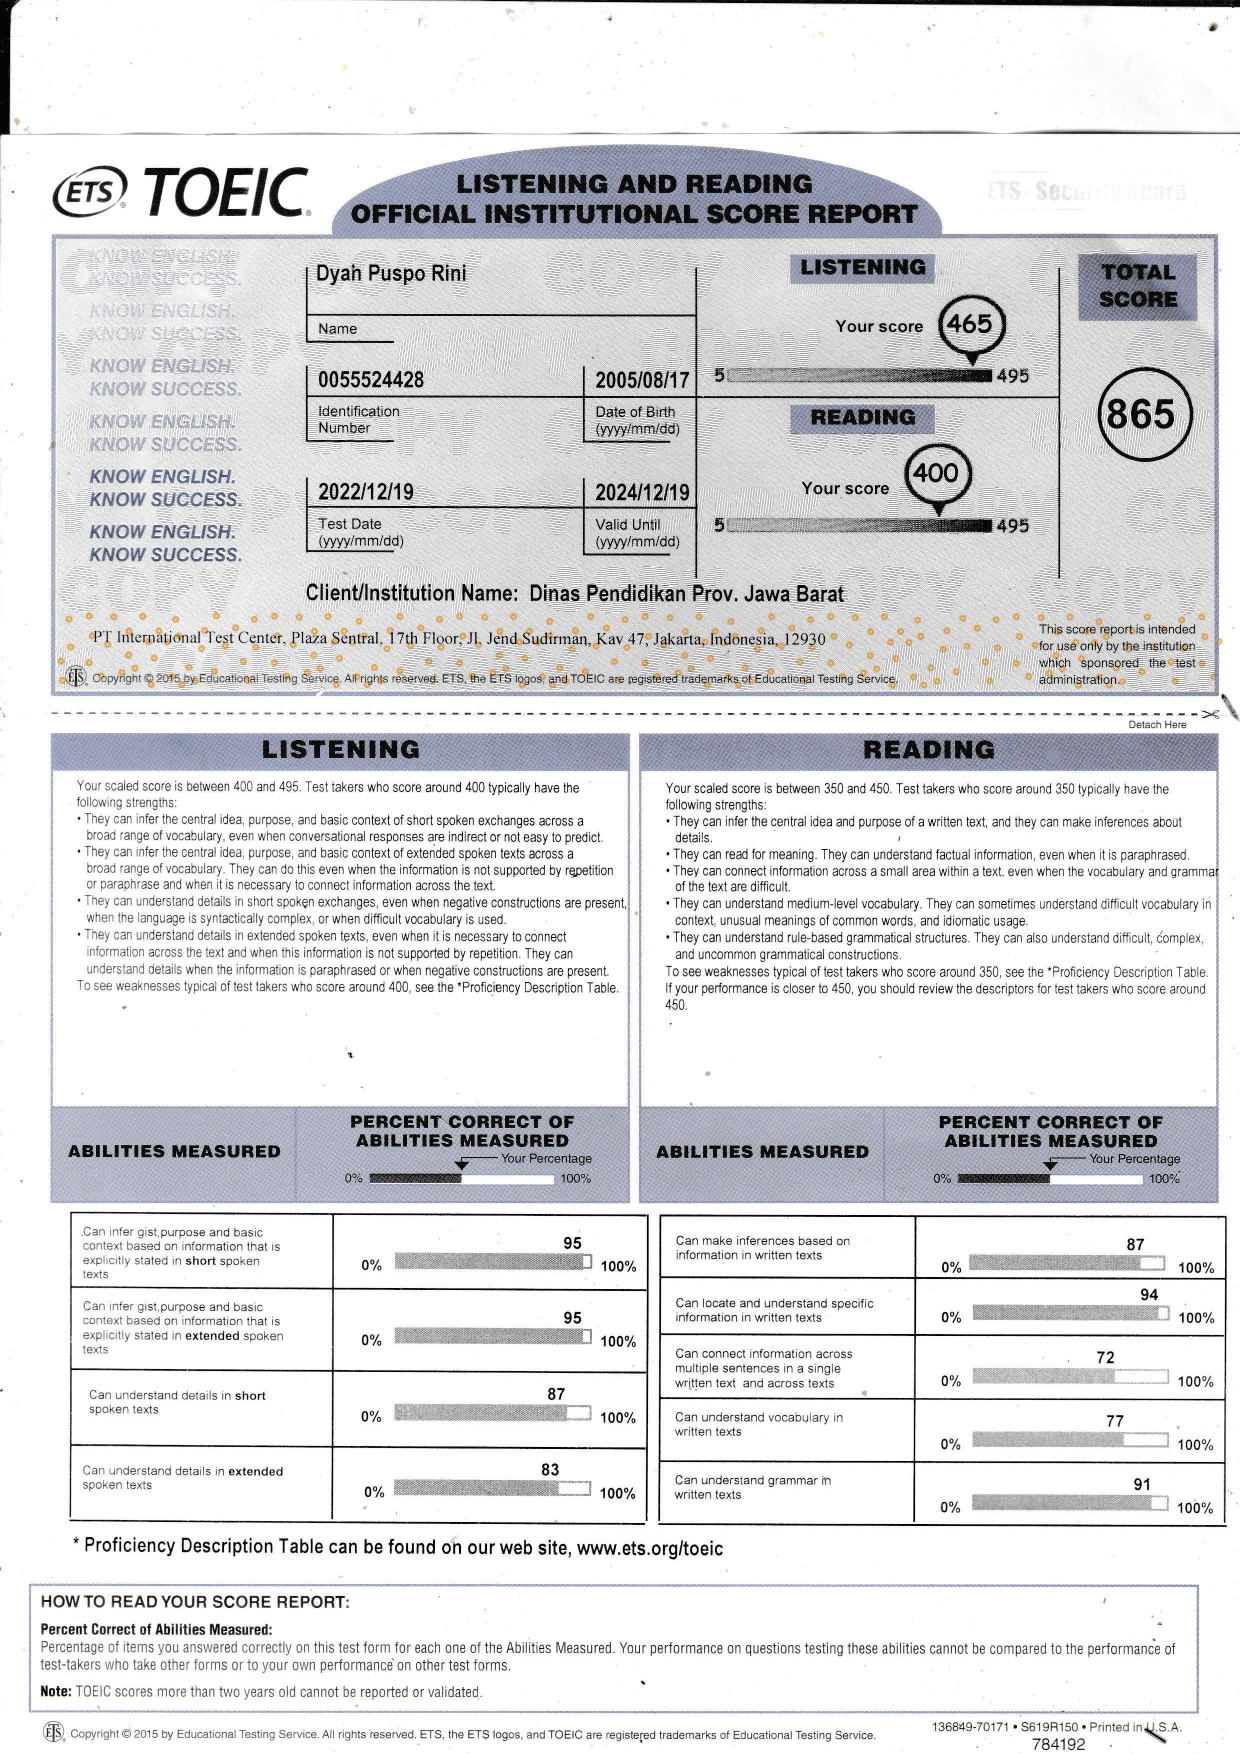 ETS® TOEIC®
LISTENING AND READING
OFFICIAL INSTITUTIONAL SCORE REPORT
ETS Security Guard
KNOW ENGLISH.
KNOW SUCCESS.
KNOW ENGLISH.
KNOW SUCCESS.
KNOW ENGLISH.
KNOW SUCCESS.
KNOW ENGLISH.
KNOW SUCCESS.
KNOW ENGLISH.
KNOW SUCCESS.
KNOW ENGLISH.
KNOW SUCCESS.
Dyah Puspo Rini
Name
0055524428
Identification
Number
2005/08/17
Date of Birth
(yyyy/mm/dd)
2022/12/19
Test Date
(yyyy/mm/dd)
2024/12/19
Valid Until
(yyyy/mm/dd)
LISTENING
Your score 465
5 495
READING
Your score 400
5 495
TOTAL
SCORE
865
Client/Institution Name: Dinas Pendidikan Prov. Jawa Barat
PT International Test Center, Plaza Sentral, 17th Floor, Jl. Jend Sudirman, Kav 47, Jakarta, Indonesia, 12930
This score report is intended
for use only by the institution
which sponsored the test
administration.
ETS® Copyright © 2015 by Educational Testing Service. All rights reserved. ETS, the ETS logos, and TOEIC are registered trademarks of Educational Testing Service.
Detach Here
LISTENING
Your scaled score is between 400 and 495. Test takers who score around 400 typically have the
following strengths:
• They can infer the central idea, purpose, and basic context of short spoken exchanges across a
broad range of vocabulary, even when conversational responses are indirect or not easy to predict.
• They can infer the central idea, purpose, and basic context of extended spoken texts across a
broad range of vocabulary. They can do this even when the information is not supported by repetition
or paraphrase and when it is necessary to connect information across the text.
• They can understand details in short spoken exchanges, even when negative constructions are present,
when the language is syntactically complex, or when difficult vocabulary is used.
• They can understand details in extended spoken texts, even when it is necessary to connect
information across the text and when this information is not supported by repetition. They can
understand details when the information is paraphrased or when negative constructions are present.
To see weaknesses typical of test takers who score around 400, see the *Proficiency Description Table.
READING
Your scaled score is between 350 and 450. Test takers who score around 350 typically have the
following strengths:
• They can infer the central idea and purpose of a written text, and they can make inferences about
details.
• They can read for meaning. They can understand factual information, even when it is paraphrased.
• They can connect information across a small area within a text, even when the vocabulary and grammar
of the text are difficult.
• They can understand medium-level vocabulary. They can sometimes understand difficult vocabulary in
context, unusual meanings of common words, and idiomatic usage.
• They can understand rule-based grammatical structures. They can also understand difficult, complex,
and uncommon grammatical constructions.
To see weaknesses typical of test takers who score around 350, see the *Proficiency Description Table.
If your performance is closer to 450, you should review the descriptors for test takers who score around
450.
ABILITIES MEASURED
PERCENT CORRECT OF
ABILITIES MEASURED
Your Percentage
0% 100%
Can infer gist,purpose and basic
context based on information that is
explicitly stated in short spoken
texts
95
0% 100%
Can infer gist,purpose and basic
context based on information that is
explicitly stated in extended spoken
texts
95
0% 100%
Can understand details in short
spoken texts
87
0% 100%
Can understand details in extended
spoken texts
83
0% 100%
ABILITIES MEASURED
PERCENT CORRECT OF
ABILITIES MEASURED
Your Percentage
0% 100%
Can make inferences based on
information in written texts
87
0% 100%
Can locate and understand specific
information in written texts
94
0% 100%
Can connect information across
multiple sentences in a single
written text and across texts
72
0% 100%
Can understand vocabulary in
written texts
77
0% 100%
Can understand grammar in
written texts
91
0% 100%
* Proficiency Description Table can be found on our web site, www.ets.org/toeic
HOW TO READ YOUR SCORE REPORT:
Percent Correct of Abilities Measured:
Percentage of items you answered correctly on this test form for each one of the Abilities Measured. Your performance on questions testing these abilities cannot be compared to the performance of
test-takers who take other forms or to your own performance on other test forms.
Note: TOEIC scores more than two years old cannot be reported or validated.
ETS® Copyright © 2015 by Educational Testing Service. All rights reserved. ETS, the ETS logos, and TOEIC are registered trademarks of Educational Testing Service.
136849-70171 • S619R150 • Printed in U.S.A.
784192